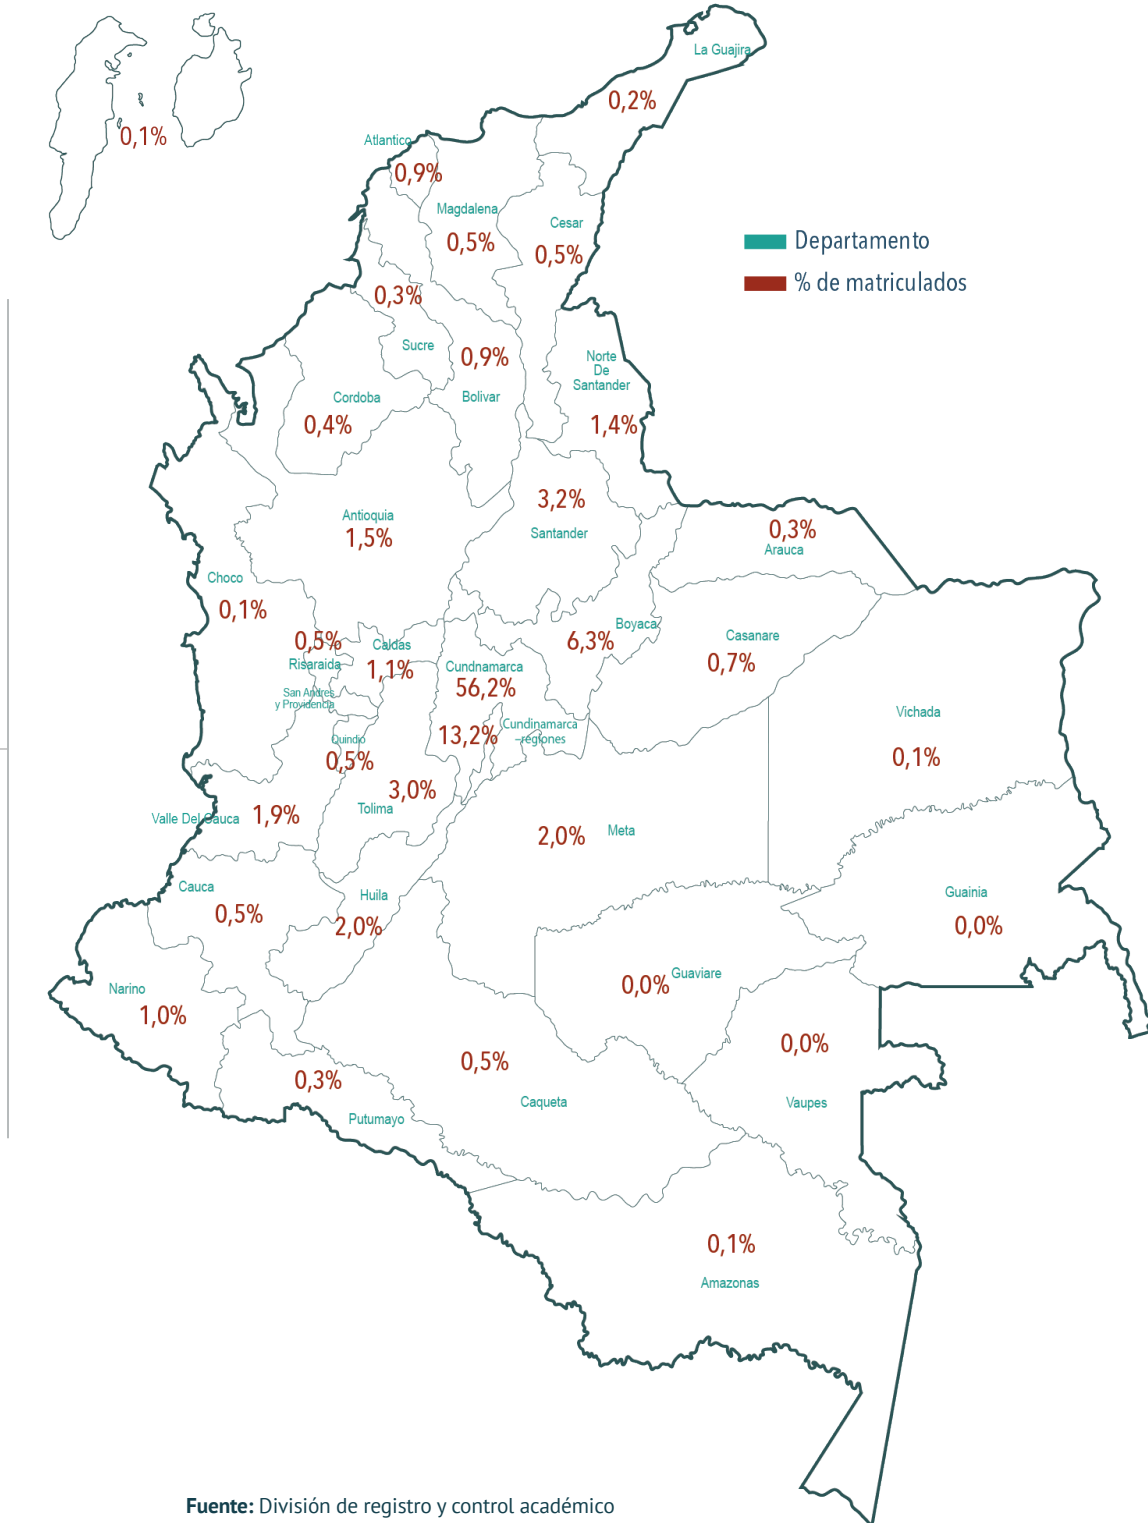 La Guajira
0,2%
0,1%
Atlantico
0,9%
Magdalena
0,5%
Cesar
0,5%
Departamento
% de matriculados
0,3%
Sucre
0,9%
Bolivar
Norte
De
Santander
1,4%
Cordoba
0,4%
3,2%
Santander
Antioquia
1,5%
0,3%
Arauca
Choco
0,1%
0,5%
Risaraida
Caldas
1,1%
Boyaca
6,3%
Casanare
0,7%
Cundnamarca
56,2%
San Andres
y Providencia
13,2%
Cundinamarca
–regiones
Vichada
0,1%
Quindio
0,5%
3,0%
Tolima
Valle Del Cauca
1,9%
2,0%
Meta
Cauca
0,5%
Huila
2,0%
Guainia
0,0%
Narino
1,0%
Guaviare
0,0%
0,0%
Vaupes
0,3%
Putumayo
0,5%
Caqueta
0,1%
Amazonas
Fuente: División de registro y control académico